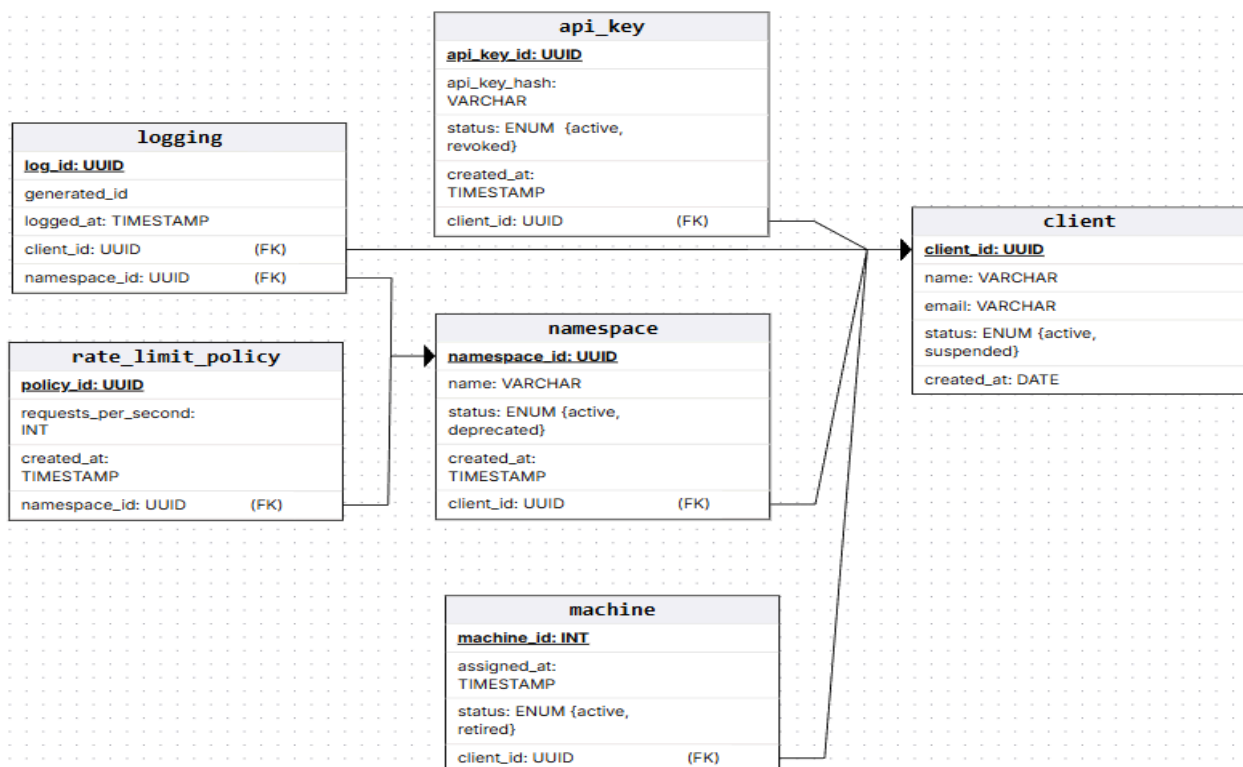 api_key
api_key_id: UUID
api_key_hash:
VARCHAR
status: ENUM {active,
revoked}
created_at:
TIMESTAMP
client_id: UUID (FK)
logging
log_id: UUID
generated_id
logged_at: TIMESTAMP
client_id: UUID (FK)
namespace_id: UUID (FK)
client
client_id: UUID
name: VARCHAR
email: VARCHAR
status: ENUM {active,
suspended}
created_at: DATE
rate_limit_policy
policy_id: UUID
requests_per_second:
INT
created_at:
TIMESTAMP
namespace_id: UUID (FK)
namespace
namespace_id: UUID
name: VARCHAR
status: ENUM {active,
deprecated}
created_at:
TIMESTAMP
client_id: UUID (FK)
machine
machine_id: INT
assigned_at:
TIMESTAMP
status: ENUM {active,
retired}
client_id: UUID (FK)